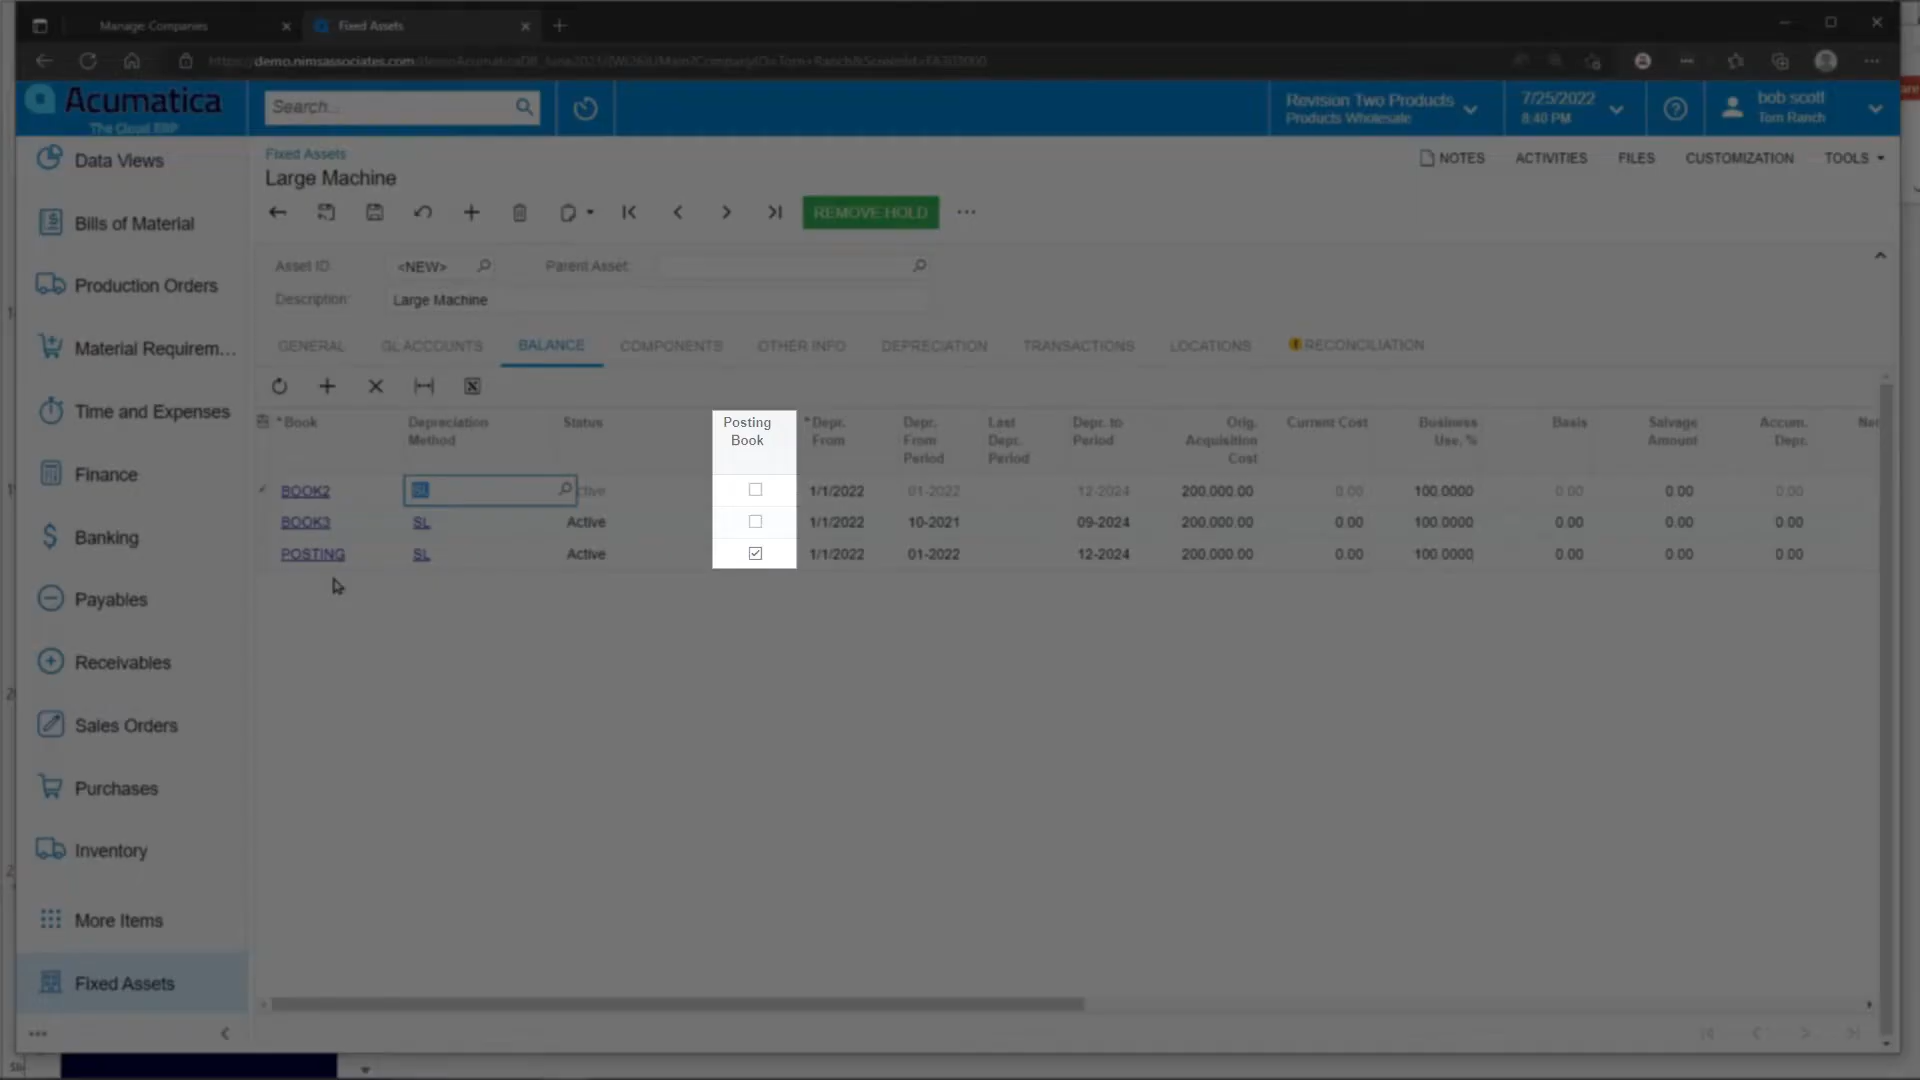 Manage Companies
Fixed Assets
demo.nimsassociates.com
Acumatica
The Cloud ERP
Search...
Revision Two Products
Products Wholesale
7/25/2022
8:40 PM
bob scott
Tom Ranch
Data Views
Bills of Material
Production Orders
Material Requirem...
Time and Expenses
Finance
Banking
Payables
Receivables
Sales Orders
Purchases
Inventory
More Items
Fixed Assets
Fixed Assets
Large Machine
NOTES ACTIVITIES FILES CUSTOMIZATION TOOLS
REMOVE HOLD
Asset ID: <NEW> Parent Asset:
Description: Large Machine
GENERAL GL ACCOUNTS BALANCE COMPONENTS OTHER INFO DEPRECIATION TRANSACTIONS LOCATIONS RECONCILIATION
* Book Depreciation Method Status Posting Book * Depr. From Depr. From Period Last Depr. Period Depr. to Period Orig. Acquisition Cost Current Cost Business Use, % Basis Salvage Amount Accum. Depr. Net
BOOK2 SL ctive 1/1/2022 01-2022 12-2024 200,000.00 0.00 100.0000 0.00 0.00 0.00
BOOK3 SL Active 1/1/2022 10-2021 09-2024 200,000.00 0.00 100.0000 0.00 0.00 0.00
POSTING SL Active 1/1/2022 01-2022 12-2024 200,000.00 0.00 100.0000 0.00 0.00 0.00